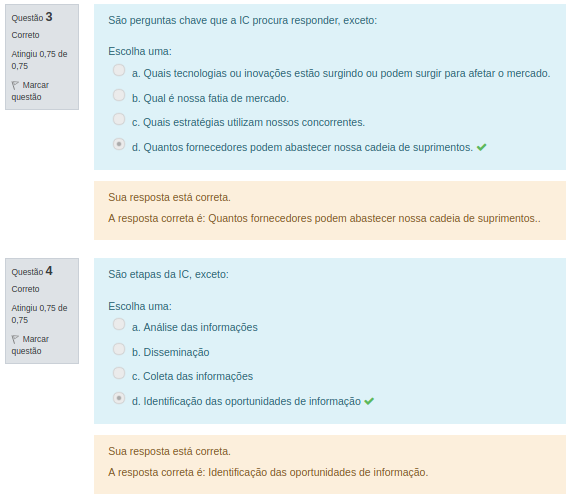 Questão 3
Correto
Atingiu 0,75 de
0,75
Marcar
questão
São perguntas chave que a IC procura responder, exceto:
Escolha uma:
a. Quais tecnologias ou inovações estão surgindo ou podem surgir para afetar o mercado.
b. Qual é nossa fatia de mercado.
c. Quais estratégias utilizam nossos concorrentes.
d. Quantos fornecedores podem abastecer nossa cadeia de suprimentos.
Sua resposta está correta.
A resposta correta é: Quantos fornecedores podem abastecer nossa cadeia de suprimentos..
Questão 4
Correto
Atingiu 0,75 de
0,75
Marcar
questão
São etapas da IC, exceto:
Escolha uma:
a. Análise das informações
b. Disseminação
c. Coleta das informações
d. Identificação das oportunidades de informação
Sua resposta está correta.
A resposta correta é: Identificação das oportunidades de informação.